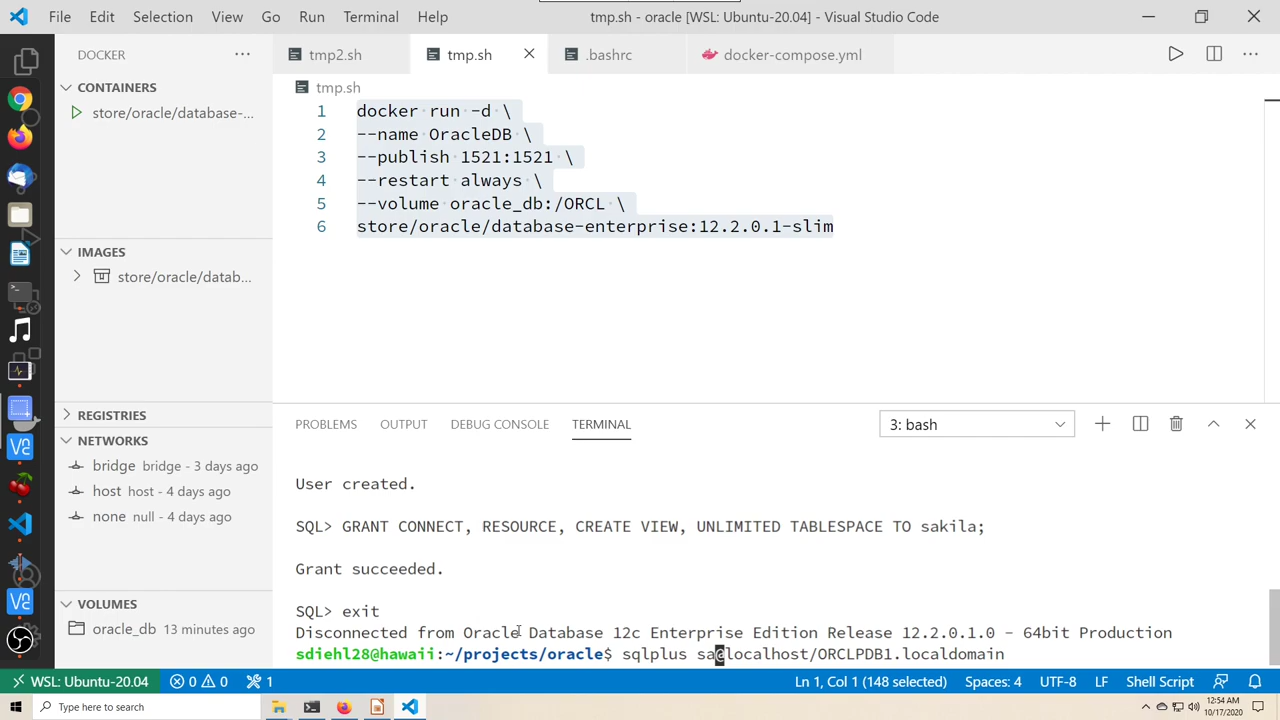 File Edit Selection View Go Run Terminal Help
tmp.sh - oracle [WSL: Ubuntu-20.04] - Visual Studio Code
DOCKER
tmp2.sh
tmp.sh
.bashrc
docker-compose.yml
CONTAINERS
store/oracle/database-...
tmp.sh
1 docker run -d \
2 --name OracleDB \
3 --publish 1521:1521 \
4 --restart always \
5 --volume oracle_db:/ORCL \
6 store/oracle/database-enterprise:12.2.0.1-slim
IMAGES
store/oracle/datab...
REGISTRIES
NETWORKS
bridge bridge - 3 days ago
host host - 4 days ago
none null - 4 days ago
VOLUMES
oracle_db 13 minutes ago
PROBLEMS OUTPUT DEBUG CONSOLE TERMINAL
3: bash
User created.
SQL> GRANT CONNECT, RESOURCE, CREATE VIEW, UNLIMITED TABLESPACE TO sakila;
Grant succeeded.
SQL> exit
Disconnected from Oracle Database 12c Enterprise Edition Release 12.2.0.1.0 - 64bit Production
sdiehl28@hawaii:~/projects/oracle$ sqlplus sa@localhost/ORCLPDB1.localdomain
WSL: Ubuntu-20.04 0 0 1 Ln 1, Col 1 (148 selected) Spaces: 4 UTF-8 LF Shell Script
Type here to search
12:54 AM
10/17/2020